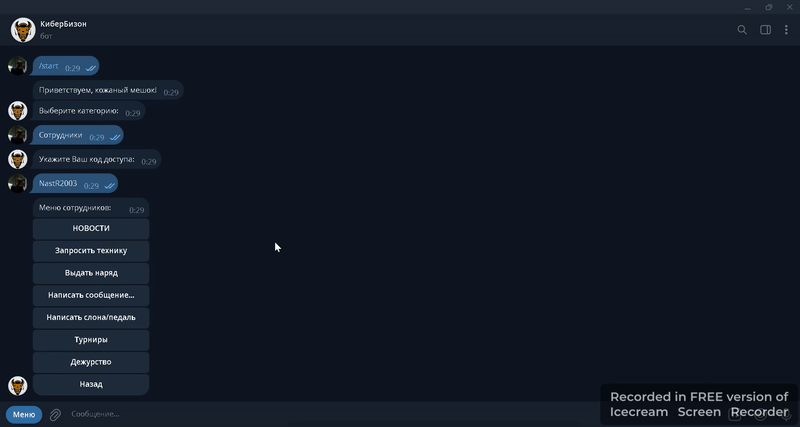 КиберБизон
бот
/start 0:29
Приветствуем, кожаный мешок! 0:29
Выберите категорию: 0:29
Сотрудники 0:29
Укажите Ваш код доступа: 0:29
NastR2003 0:29
Меню сотрудников: 0:29
НОВОСТИ
Запросить технику
Выдать наряд
Написать сообщение...
Написать слона/педаль
Турниры
Дежурство
Назад
Меню
Сообщение...
Recorded in FREE version of
Icecream Screen Recorder